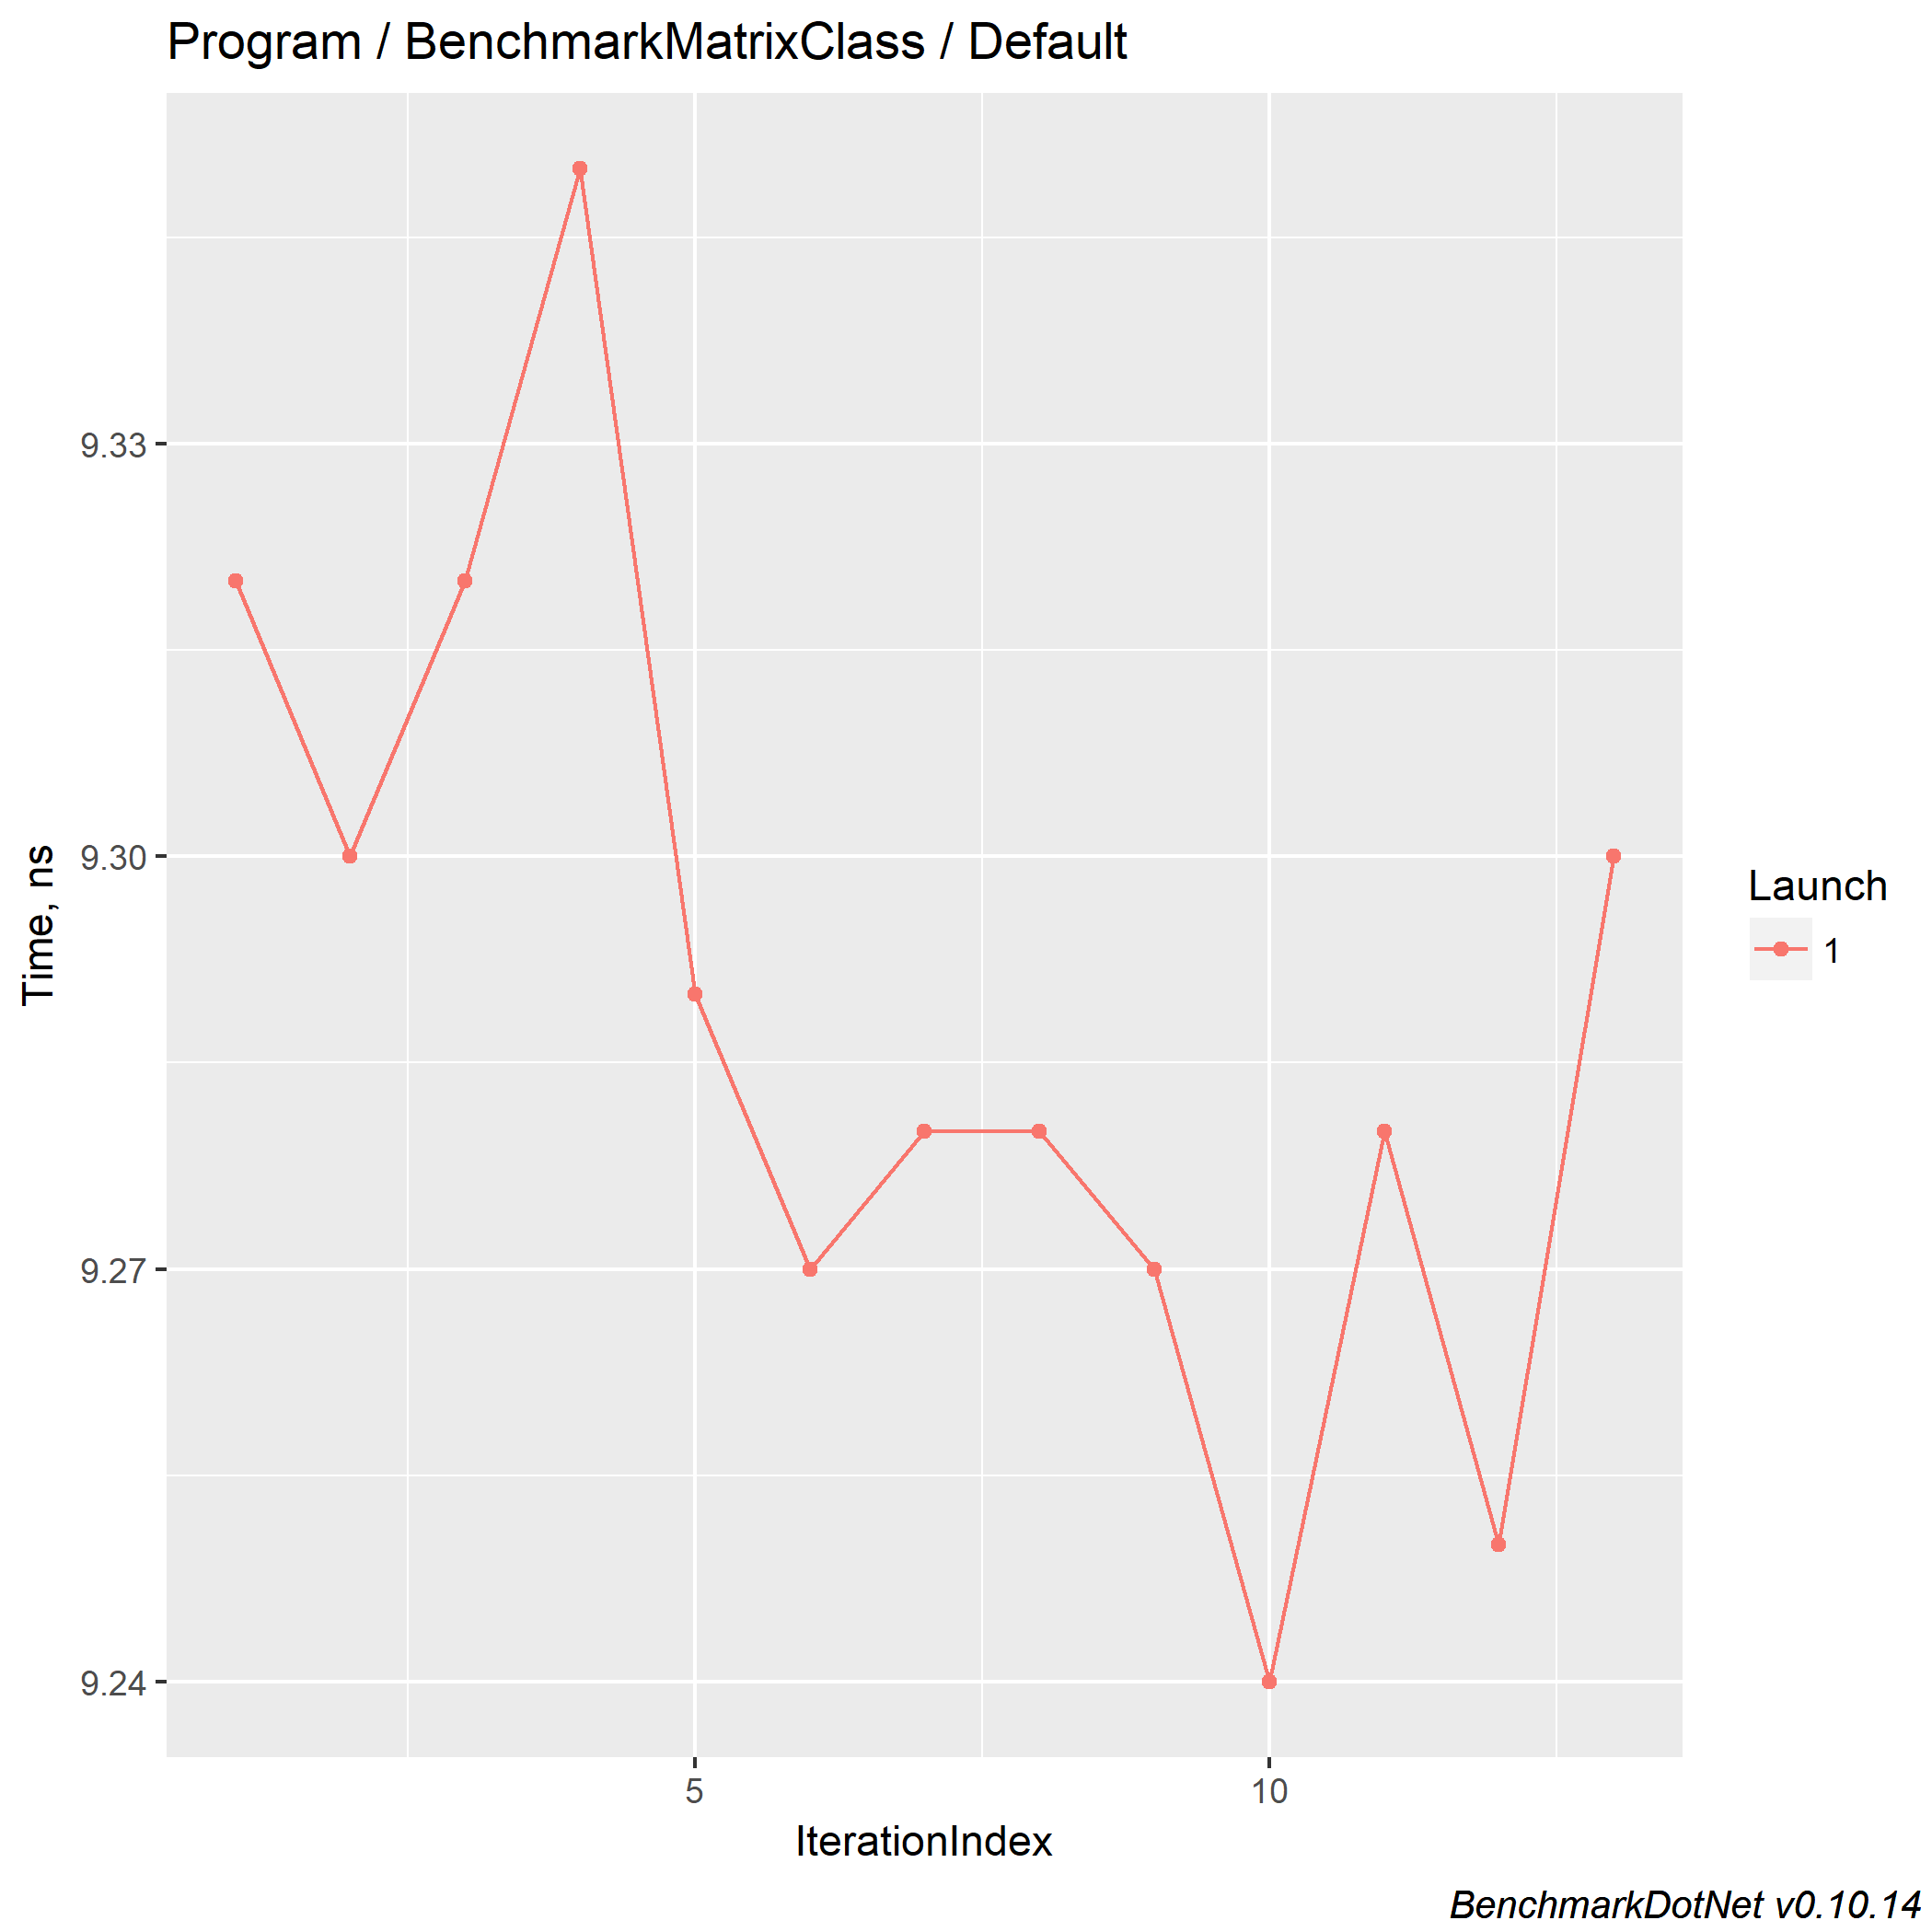 Program / BenchmarkMatrixClass / Default
9.33
9.30
9.27
9.24
Time, ns
5
10
IterationIndex
Launch
1
BenchmarkDotNet v0.10.14